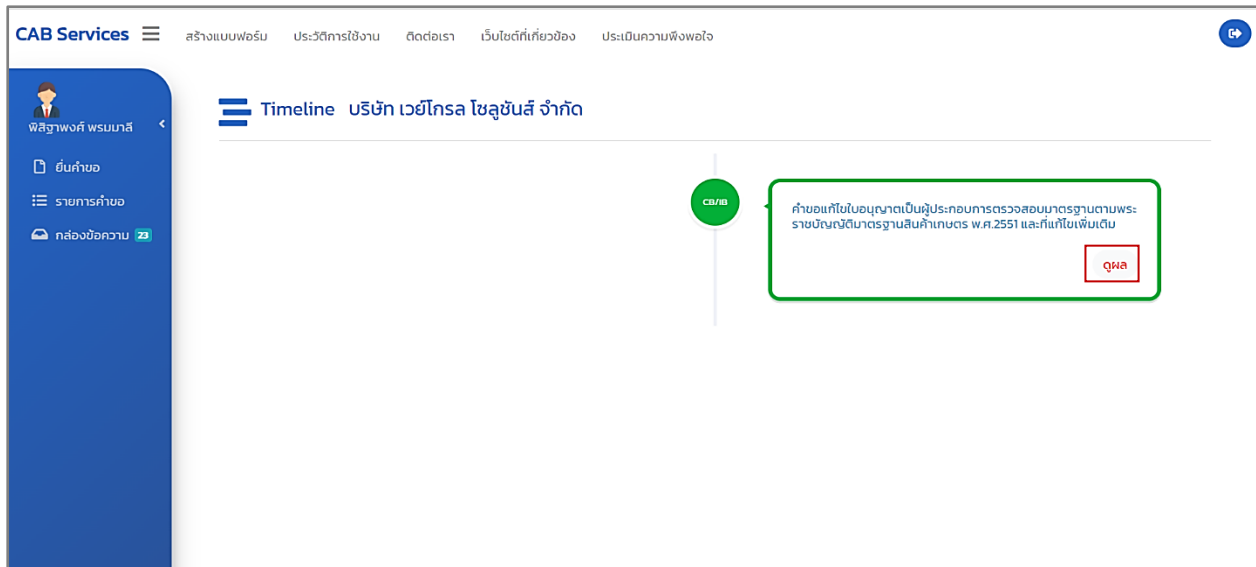 CAB Services สร้างแบบฟอร์ม ประวัติการใช้งาน ติดต่อเรา เว็บไซต์ที่เกี่ยวข้อง ประเมินความพึงพอใจ
พิสิฐาพงศ์ พรมมาลี
ยื่นคำขอ
รายการคำขอ
กล่องข้อความ 23
Timeline บริษัท เวย์โกรล โซลูชันส์ จำกัด
CB/IB
คำขอแก้ไขใบอนุญาตเป็นผู้ประกอบการตรวจสอบมาตรฐานตามพระ
ราชบัญญัติมาตรฐานสินค้าเกษตร พ.ศ.2551 และที่แก้ไขเพิ่มเติม
ดูผล